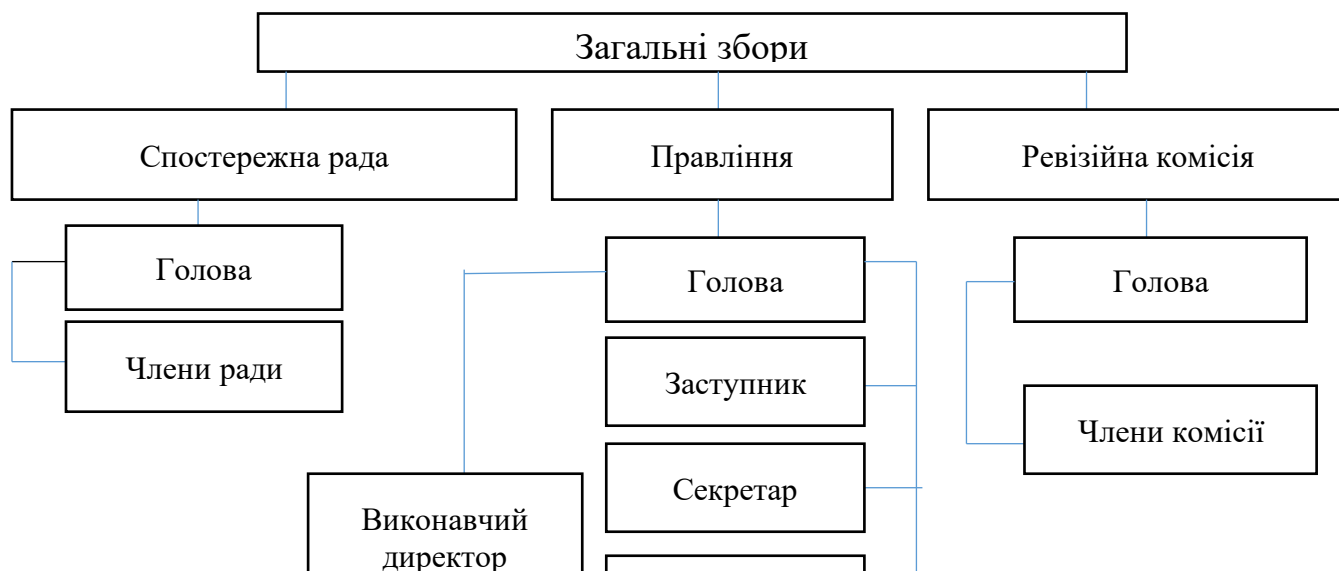 Загальні збори
Спостережна рада
Правління
Ревізійна комісія
Голова
Члени ради
Голова
Заступник
Секретар
Виконавчий
директор
Голова
Члени комісії